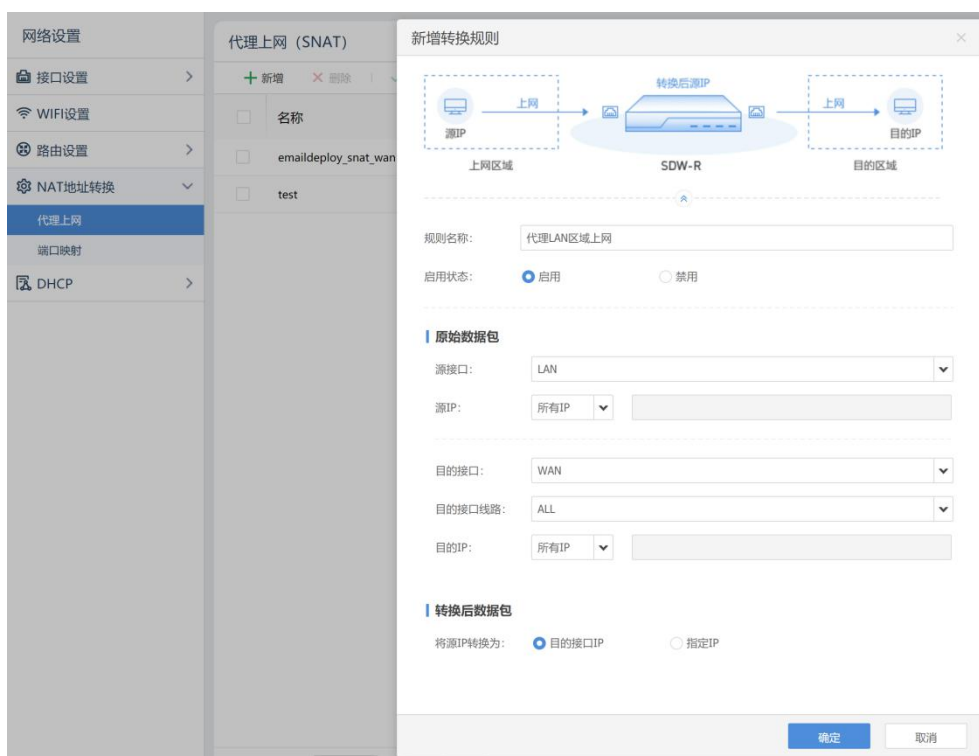 网络设置
接口设置
WIFI设置
路由设置
NAT地址转换
代理上网
端口映射
DHCP
代理上网（SNAT）
新增 删除
名称
emaildeploy_snat_wan
test
新增转换规则
转换后源IP
上网 上网
源IP 目的IP
上网区域 SDW-R 目的区域
规则名称： 代理LAN区域上网
启用状态： 启用 禁用
原始数据包
源接口： LAN
源IP： 所有IP
目的接口： WAN
目的接口线路： ALL
目的IP： 所有IP
转换后数据包
将源IP转换为： 目的接口IP 指定IP
确定 取消